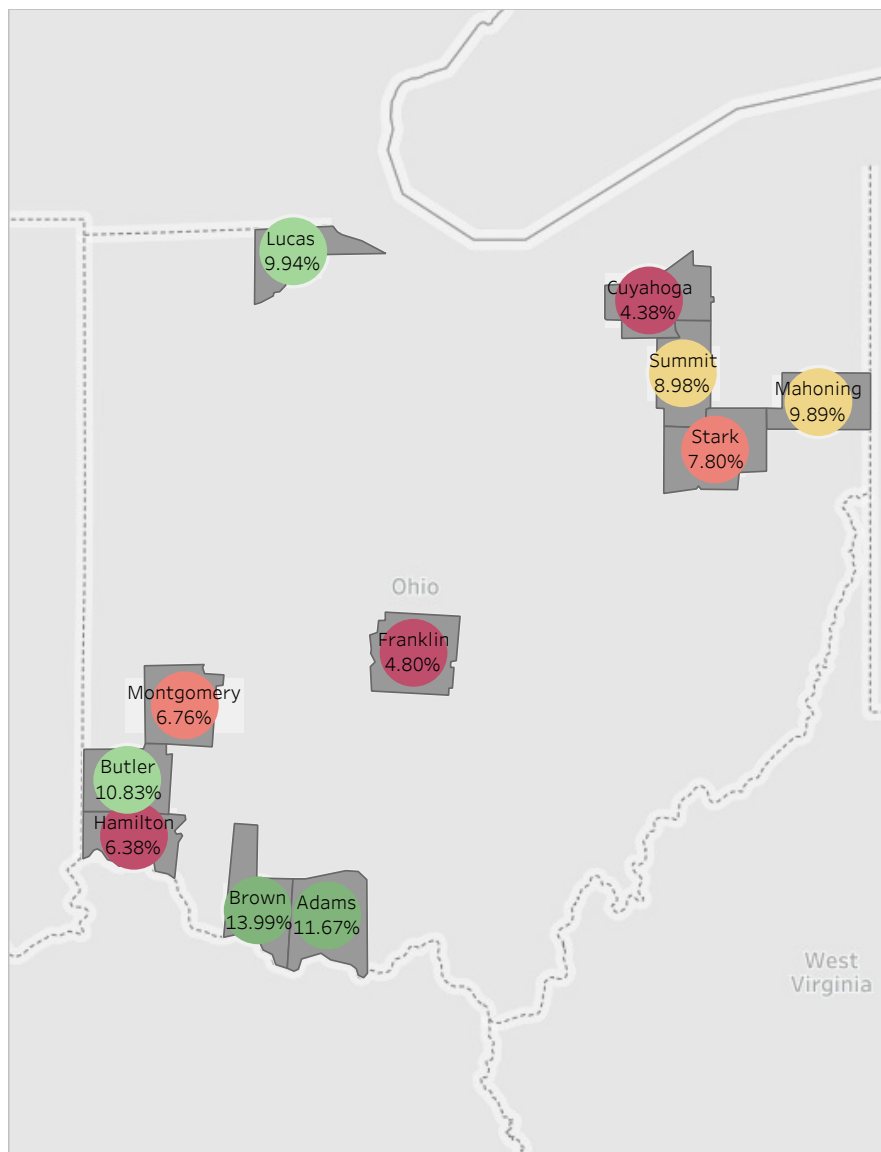 Lucas
9.94%
Cuyahoga
4.38%
Summit
8.98%
Mahoning
9.89%
Stark
7.80%
Ohio
Franklin
4.80%
Montgomery
6.76%
Butler
10.83%
Hamilton
6.38%
Brown
13.99%
Adams
11.67%
West
Virginia